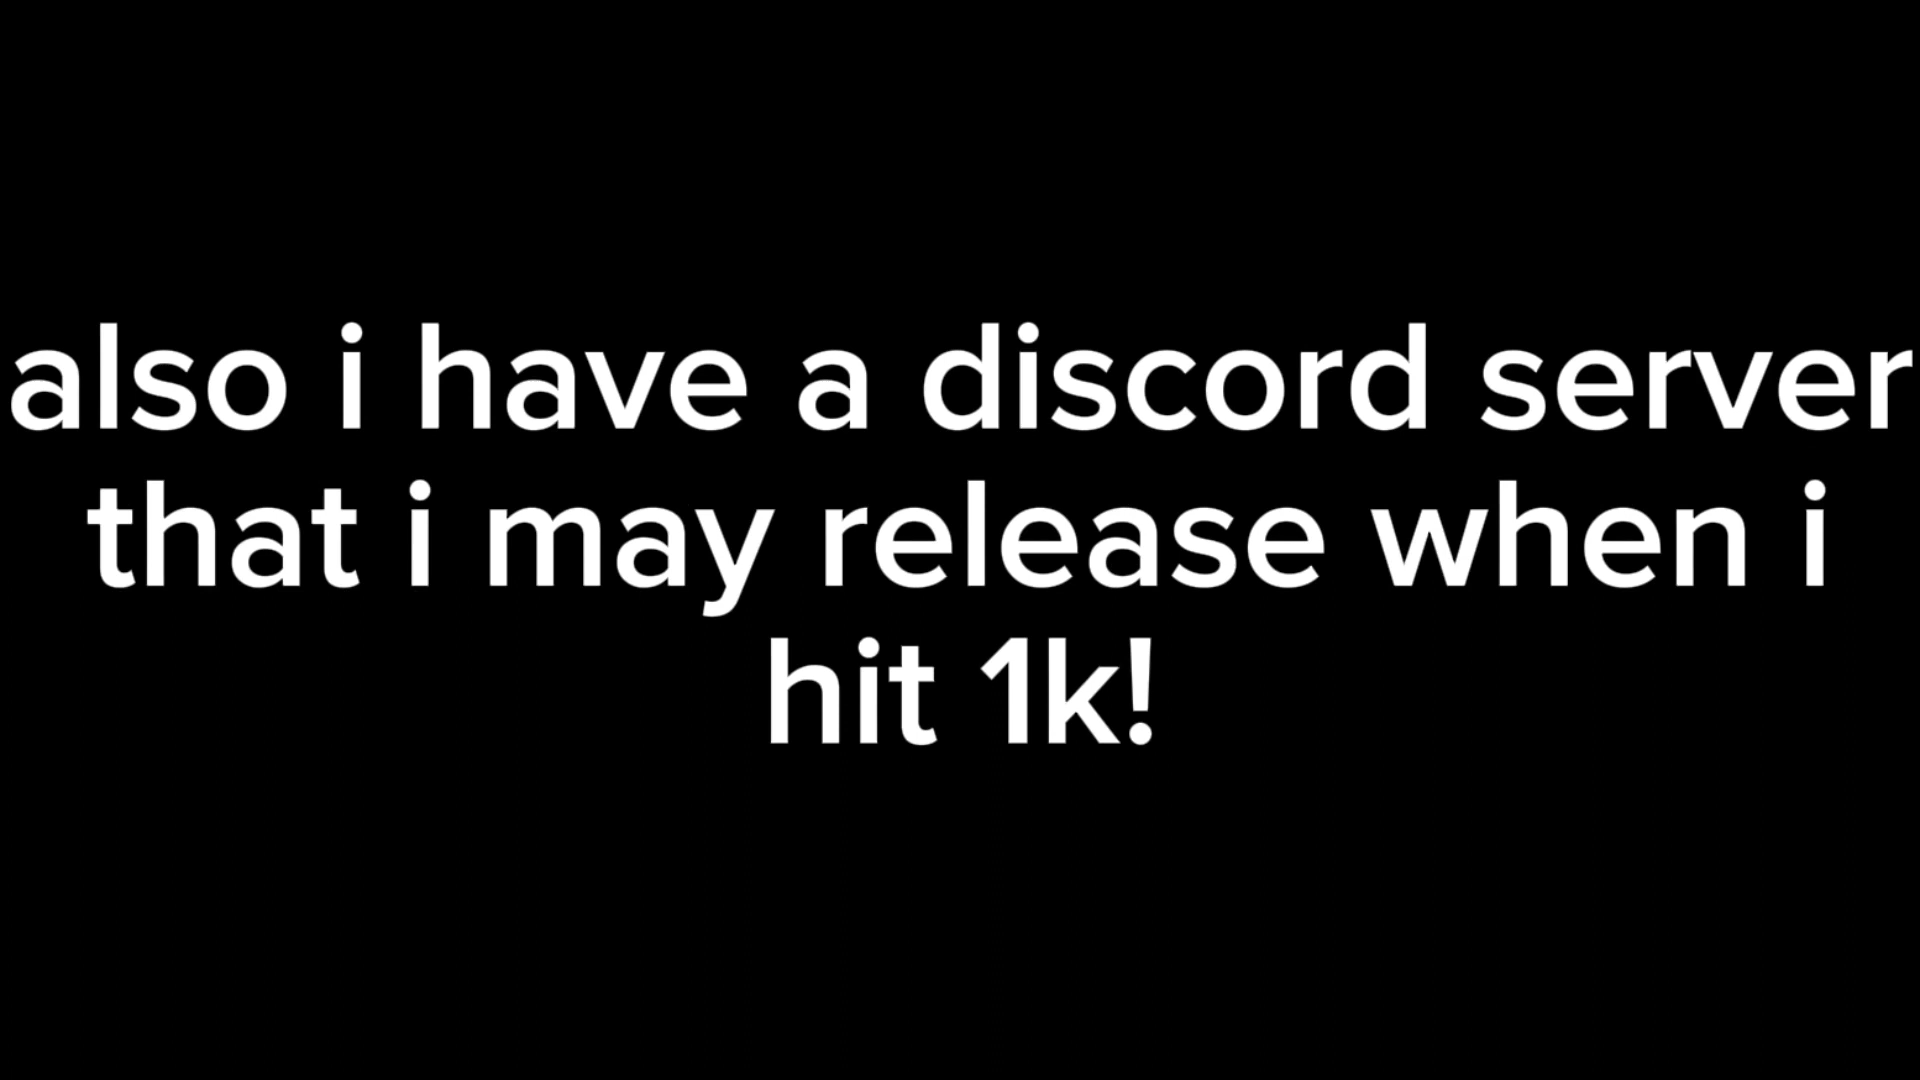 also i have a discord server
that i may release when i
hit 1k!